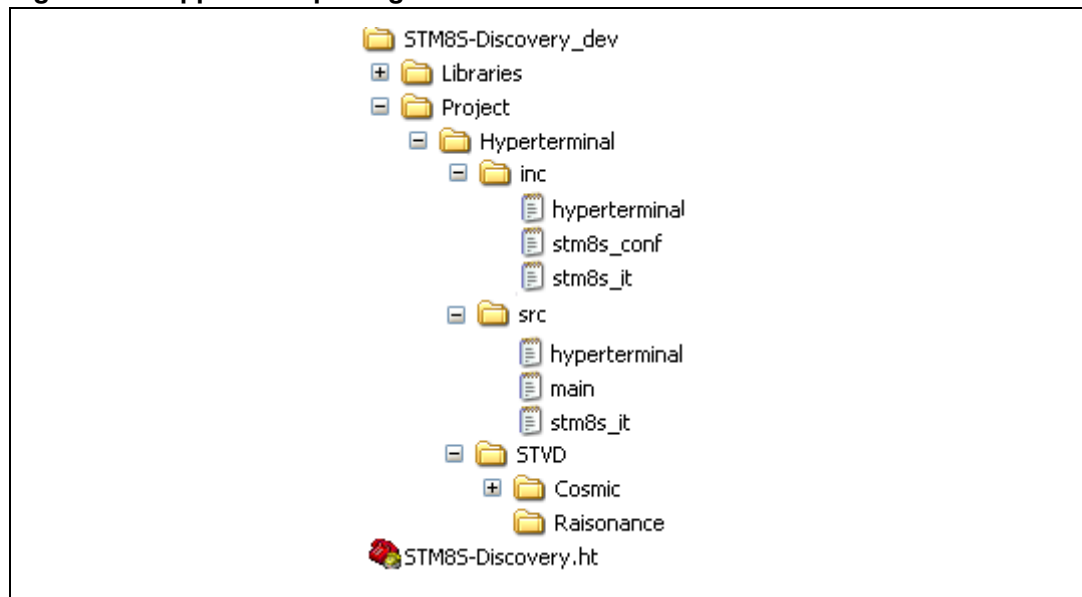 STM8S-Discovery_dev
Libraries
Project
Hyperterminal
inc
hyperterminal
stm8s_conf
stm8s_it
src
hyperterminal
main
stm8s_it
STVD
Cosmic
Raisonance
STM8S-Discovery.ht